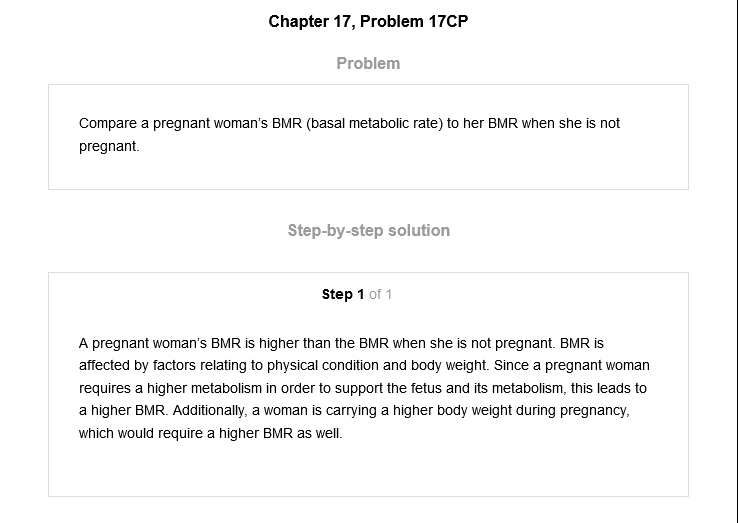 Chapter 17, Problem 17CP
Problem
Compare a pregnant woman's BMR (basal metabolic rate) to her BMR when she is not
pregnant.
Step-by-step solution
Step 1 of 1
A pregnant woman's BMR is higher than the BMR when she is not pregnant. BMR is
affected by factors relating to physical condition and body weight. Since a pregnant woman
requires a higher metabolism in order to support the fetus and its metabolism, this leads to
a higher BMR. Additionally, a woman is carrying a higher body weight during pregnancy,
which would require a higher BMR as well.